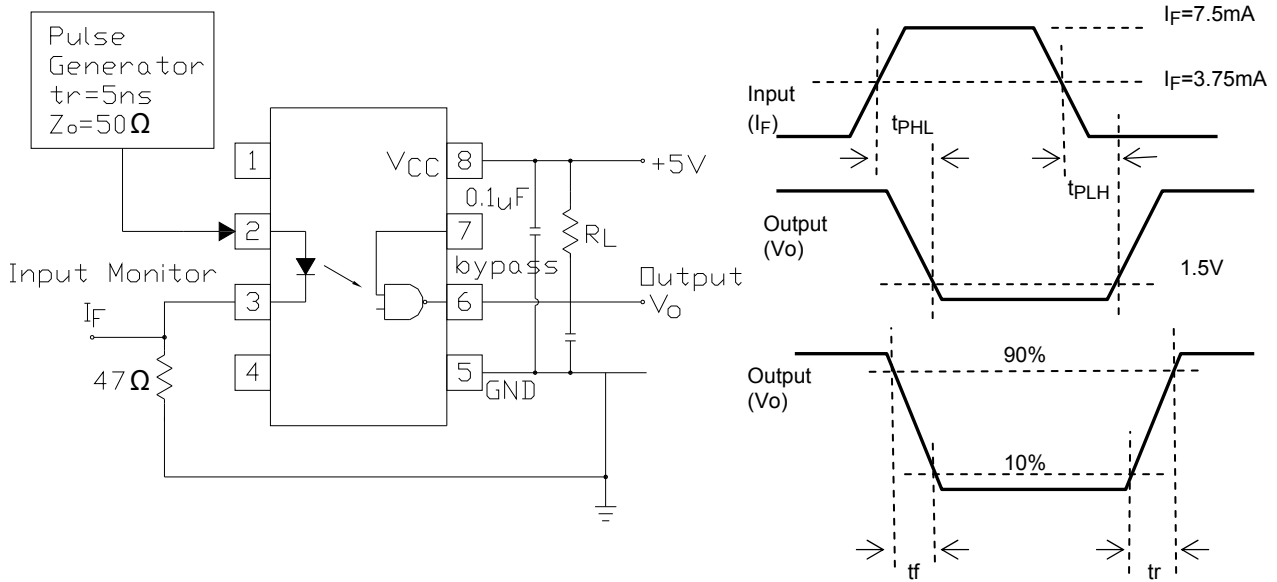 Pulse
Generator
tr=5ns
Zo=50Ω
1
2
3
4
VCC
8
7
6
5
+5V
0.1uF
RL
bypass
Output
VO
GND
Input Monitor
IF
47Ω
IF=7.5mA
IF=3.75mA
Input
(IF)
tPHL
tPLH
Output
(Vo)
1.5V
90%
Output
(Vo)
10%
tf
tr